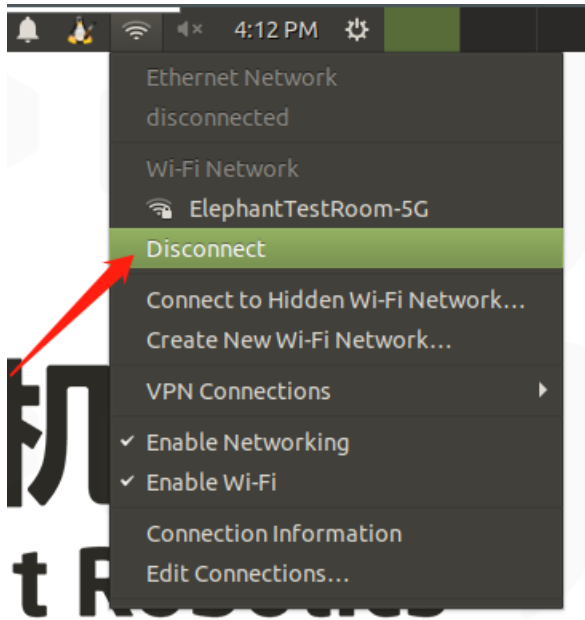 4:12 PM
Ethernet Network
disconnected
Wi-Fi Network
ElephantTestRoom-5G
Disconnect
Connect to Hidden Wi-Fi Network...
Create New Wi-Fi Network...
VPN Connections
Enable Networking
Enable Wi-Fi
Connection Information
Edit Connections...
机
t Robotics